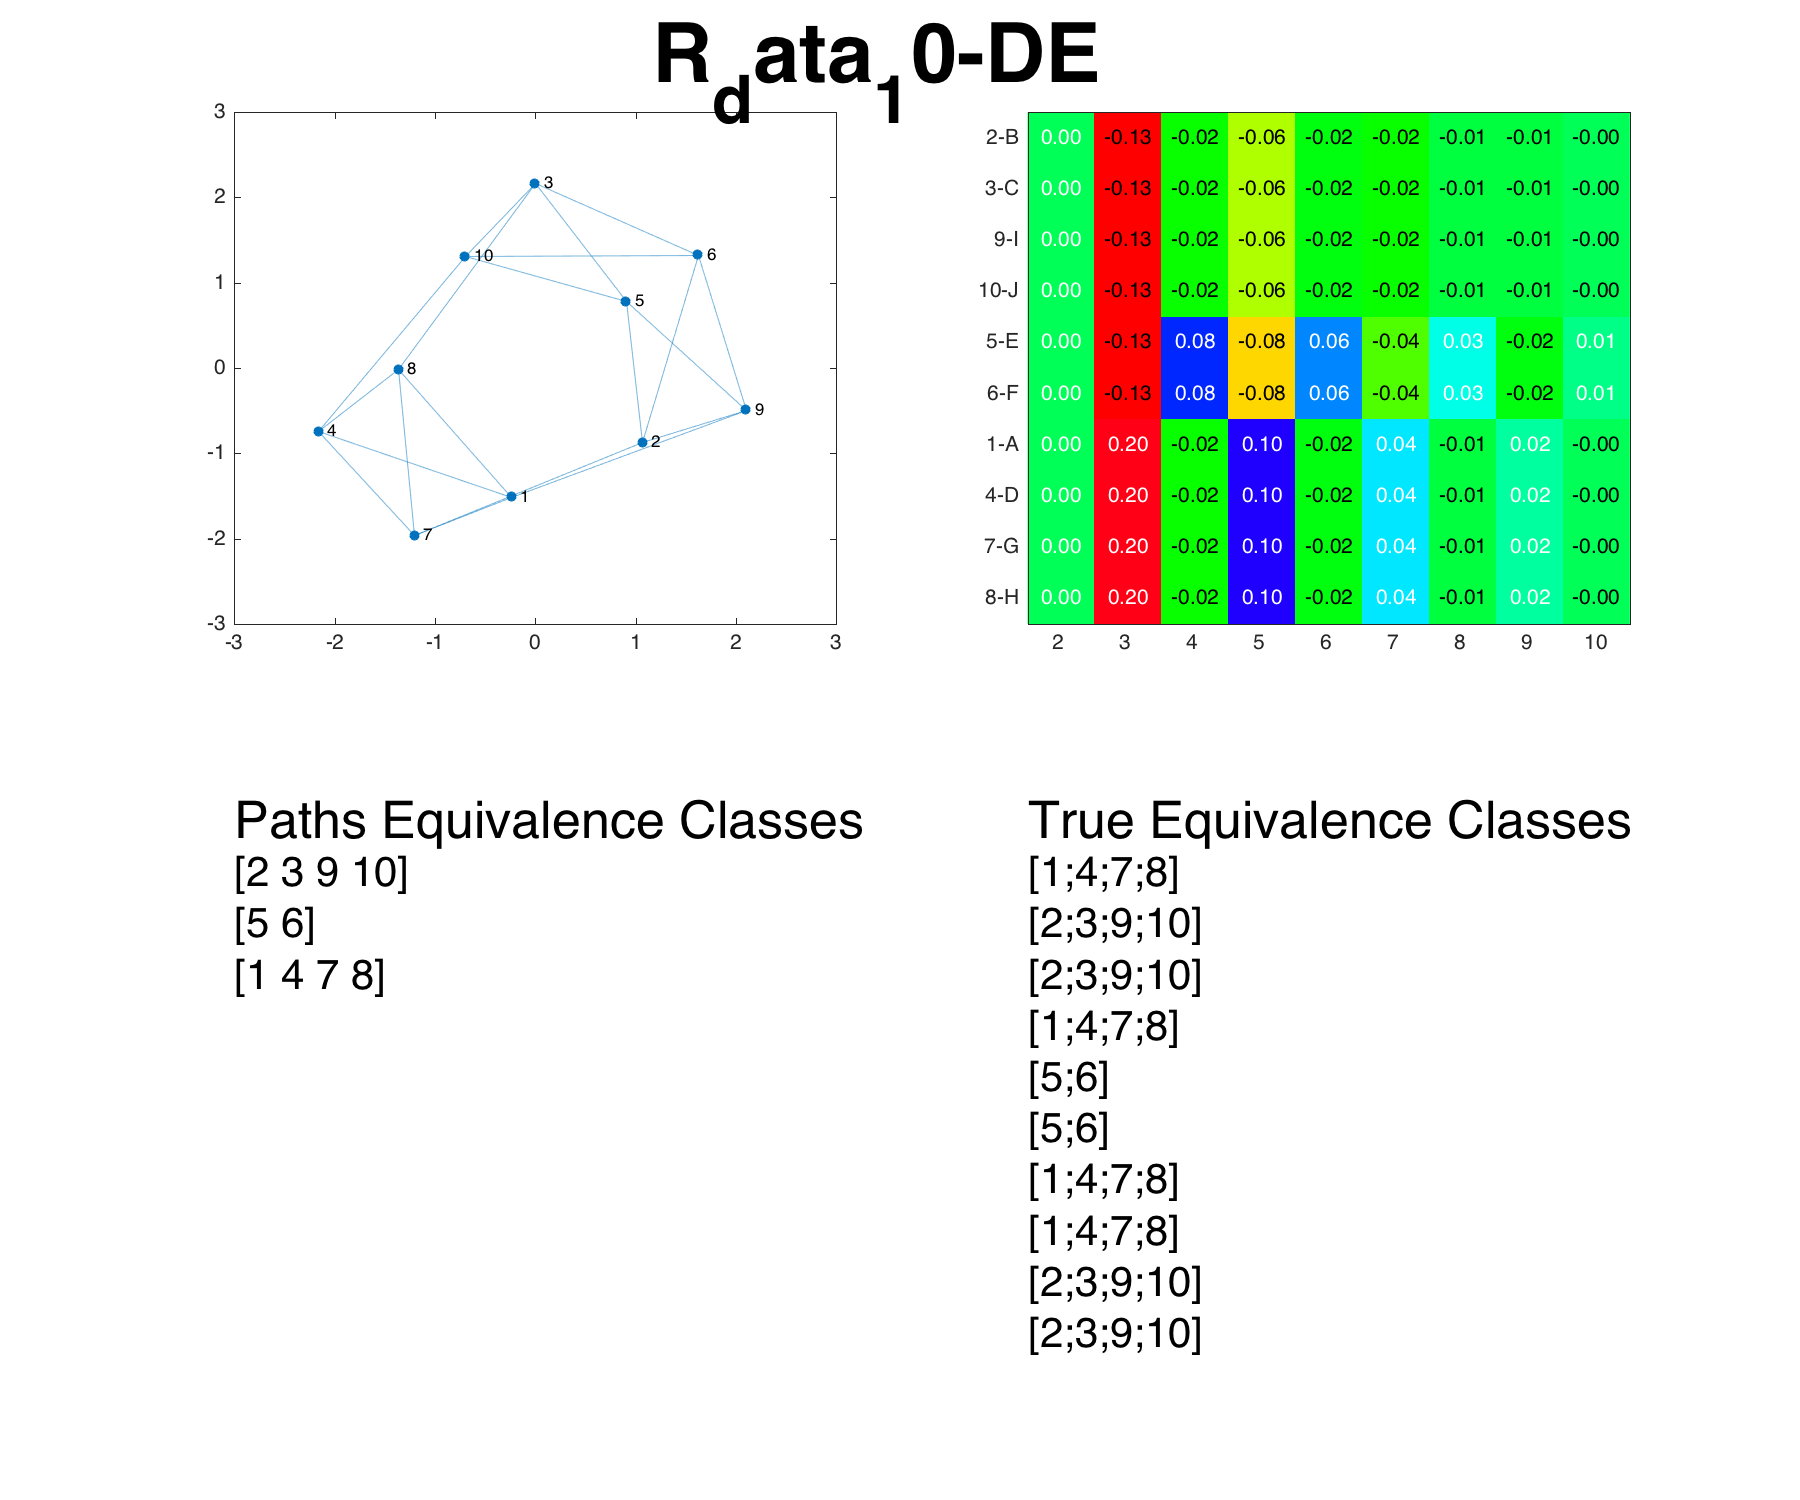 R_data_10-DE
3
2
1
0
-1
-2
-3
-3 -2 -1 0 1 2 3
3
10
6
5
8
4
9
2
1
7
2-B 0.00 -0.13 -0.02 -0.06 -0.02 -0.02 -0.01 -0.01 -0.00
3-C 0.00 -0.13 -0.02 -0.06 -0.02 -0.02 -0.01 -0.01 -0.00
9-I 0.00 -0.13 -0.02 -0.06 -0.02 -0.02 -0.01 -0.01 -0.00
10-J 0.00 -0.13 -0.02 -0.06 -0.02 -0.02 -0.01 -0.01 -0.00
5-E 0.00 -0.13 0.08 -0.08 0.06 -0.04 0.03 -0.02 0.01
6-F 0.00 -0.13 0.08 -0.08 0.06 -0.04 0.03 -0.02 0.01
1-A 0.00 0.20 -0.02 0.10 -0.02 0.04 -0.01 0.02 -0.00
4-D 0.00 0.20 -0.02 0.10 -0.02 0.04 -0.01 0.02 -0.00
7-G 0.00 0.20 -0.02 0.10 -0.02 0.04 -0.01 0.02 -0.00
8-H 0.00 0.20 -0.02 0.10 -0.02 0.04 -0.01 0.02 -0.00
2 3 4 5 6 7 8 9 10
Paths Equivalence Classes
[2 3 9 10]
[5 6]
[1 4 7 8]
True Equivalence Classes
[1;4;7;8]
[2;3;9;10]
[2;3;9;10]
[1;4;7;8]
[5;6]
[5;6]
[1;4;7;8]
[1;4;7;8]
[2;3;9;10]
[2;3;9;10]